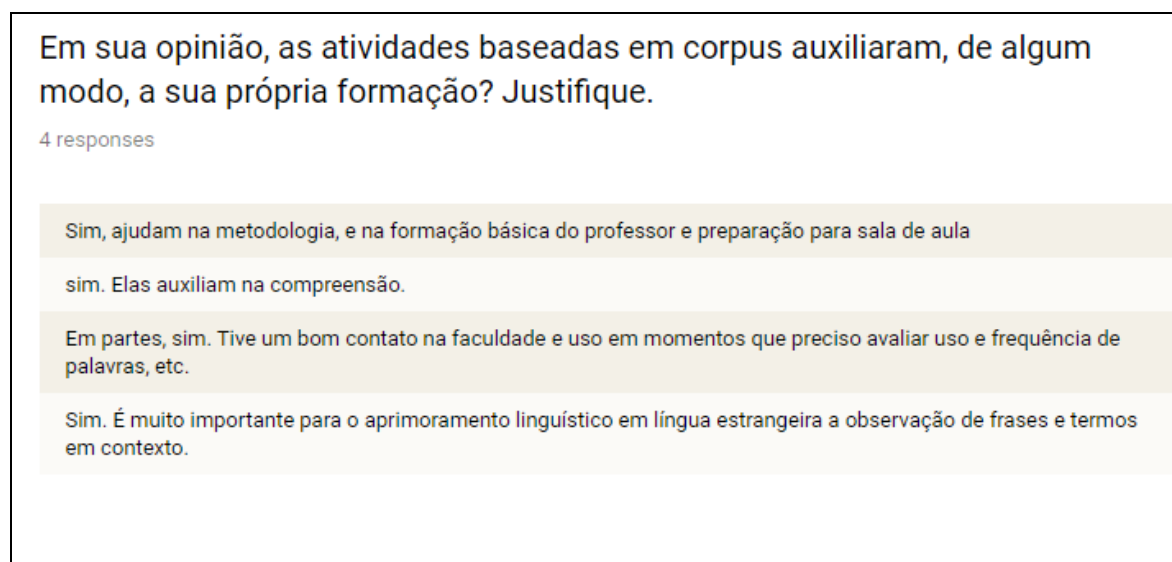 Em sua opinião, as atividades baseadas em corpus auxiliaram, de algum
modo, a sua própria formação? Justifique.
4 responses
Sim, ajudam na metodologia, e na formação básica do professor e preparação para sala de aula
sim. Elas auxiliam na compreensão.
Em partes, sim. Tive um bom contato na faculdade e uso em momentos que preciso avaliar uso e frequência de
palavras, etc.
Sim. É muito importante para o aprimoramento linguístico em língua estrangeira a observação de frases e termos
em contexto.